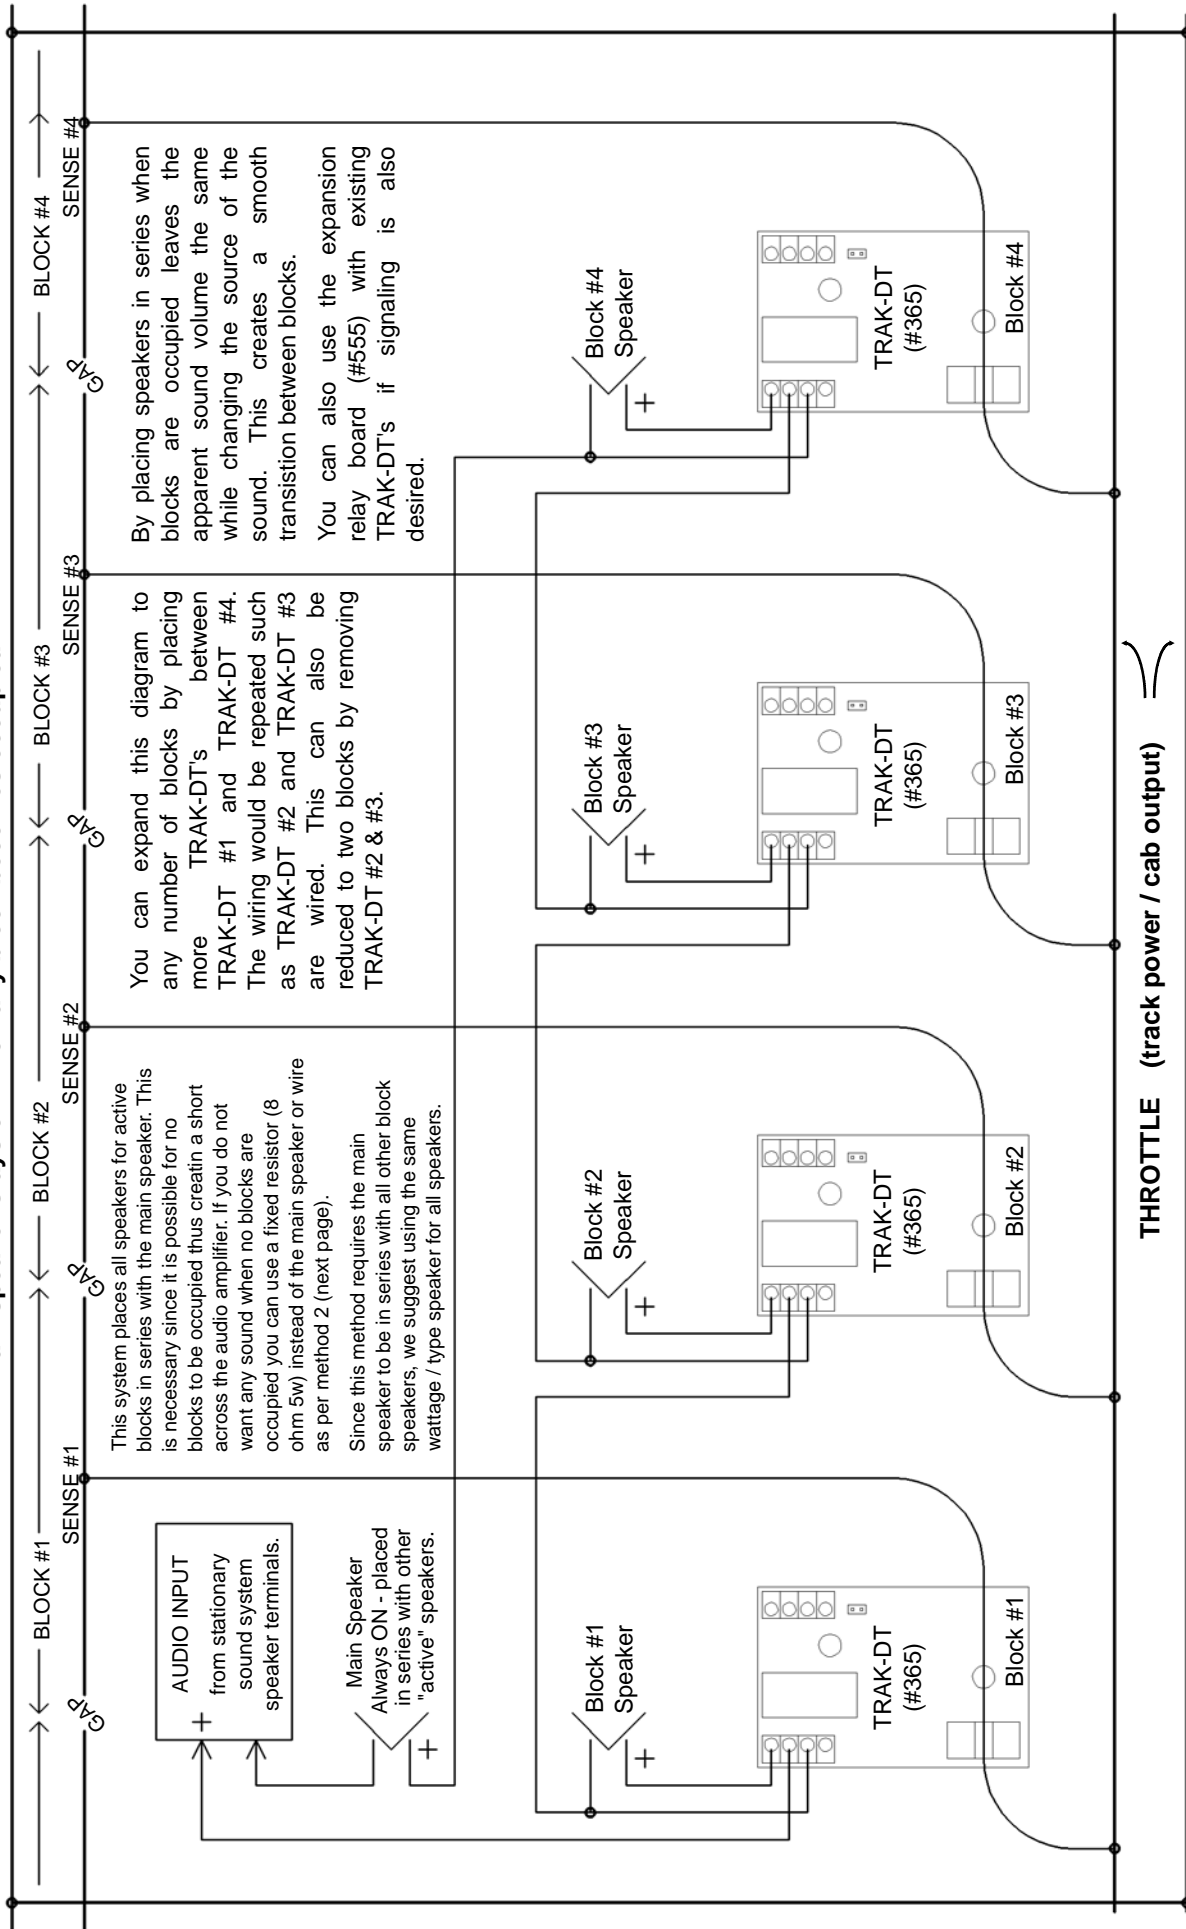 BLOCK #1
BLOCK #2
BLOCK #3
BLOCK #4
GAP
SENSE #1
GAP
SENSE #2
GAP
SENSE #3
GAP
SENSE #4
AUDIO INPUT
from stationary
sound system
speaker terminals.
+
Main Speaker
Always ON - placed
in series with other
"active" speakers.
+
This system places all speakers for active
blocks in series with the main speaker. This
is necessary since it is possible for no
blocks to be occupied thus creatin a short
across the audio amplifier. If you do not
want any sound when no blocks are
occupied you can use a fixed resistor (8
ohm 5w) instead of the main speaker or wire
as per method 2 (next page).
Since this method requires the main
speaker to be in series with all other block
speakers, we suggest using the same
wattage / type speaker for all speakers.
You can expand this diagram to
any number of blocks by placing
more TRAK-DT's between
TRAK-DT #1 and TRAK-DT #4.
The wiring would be repeated such
as TRAK-DT #2 and TRAK-DT #3
are wired. This can also be
reduced to two blocks by removing
TRAK-DT #2 & #3.
By placing speakers in series when
blocks are occupied leaves the
apparent sound volume the same
while changing the source of the
sound. This creates a smooth
transistion between blocks.
You can also use the expansion
relay board (#555) with existing
TRAK-DT's if signaling is also
desired.
Block #1
Speaker
+
Block #2
Speaker
+
Block #3
Speaker
+
Block #4
Speaker
+
TRAK-DT
(#365)
Block #1
TRAK-DT
(#365)
Block #2
TRAK-DT
(#365)
Block #3
TRAK-DT
(#365)
Block #4
THROTTLE (track power / cab output)